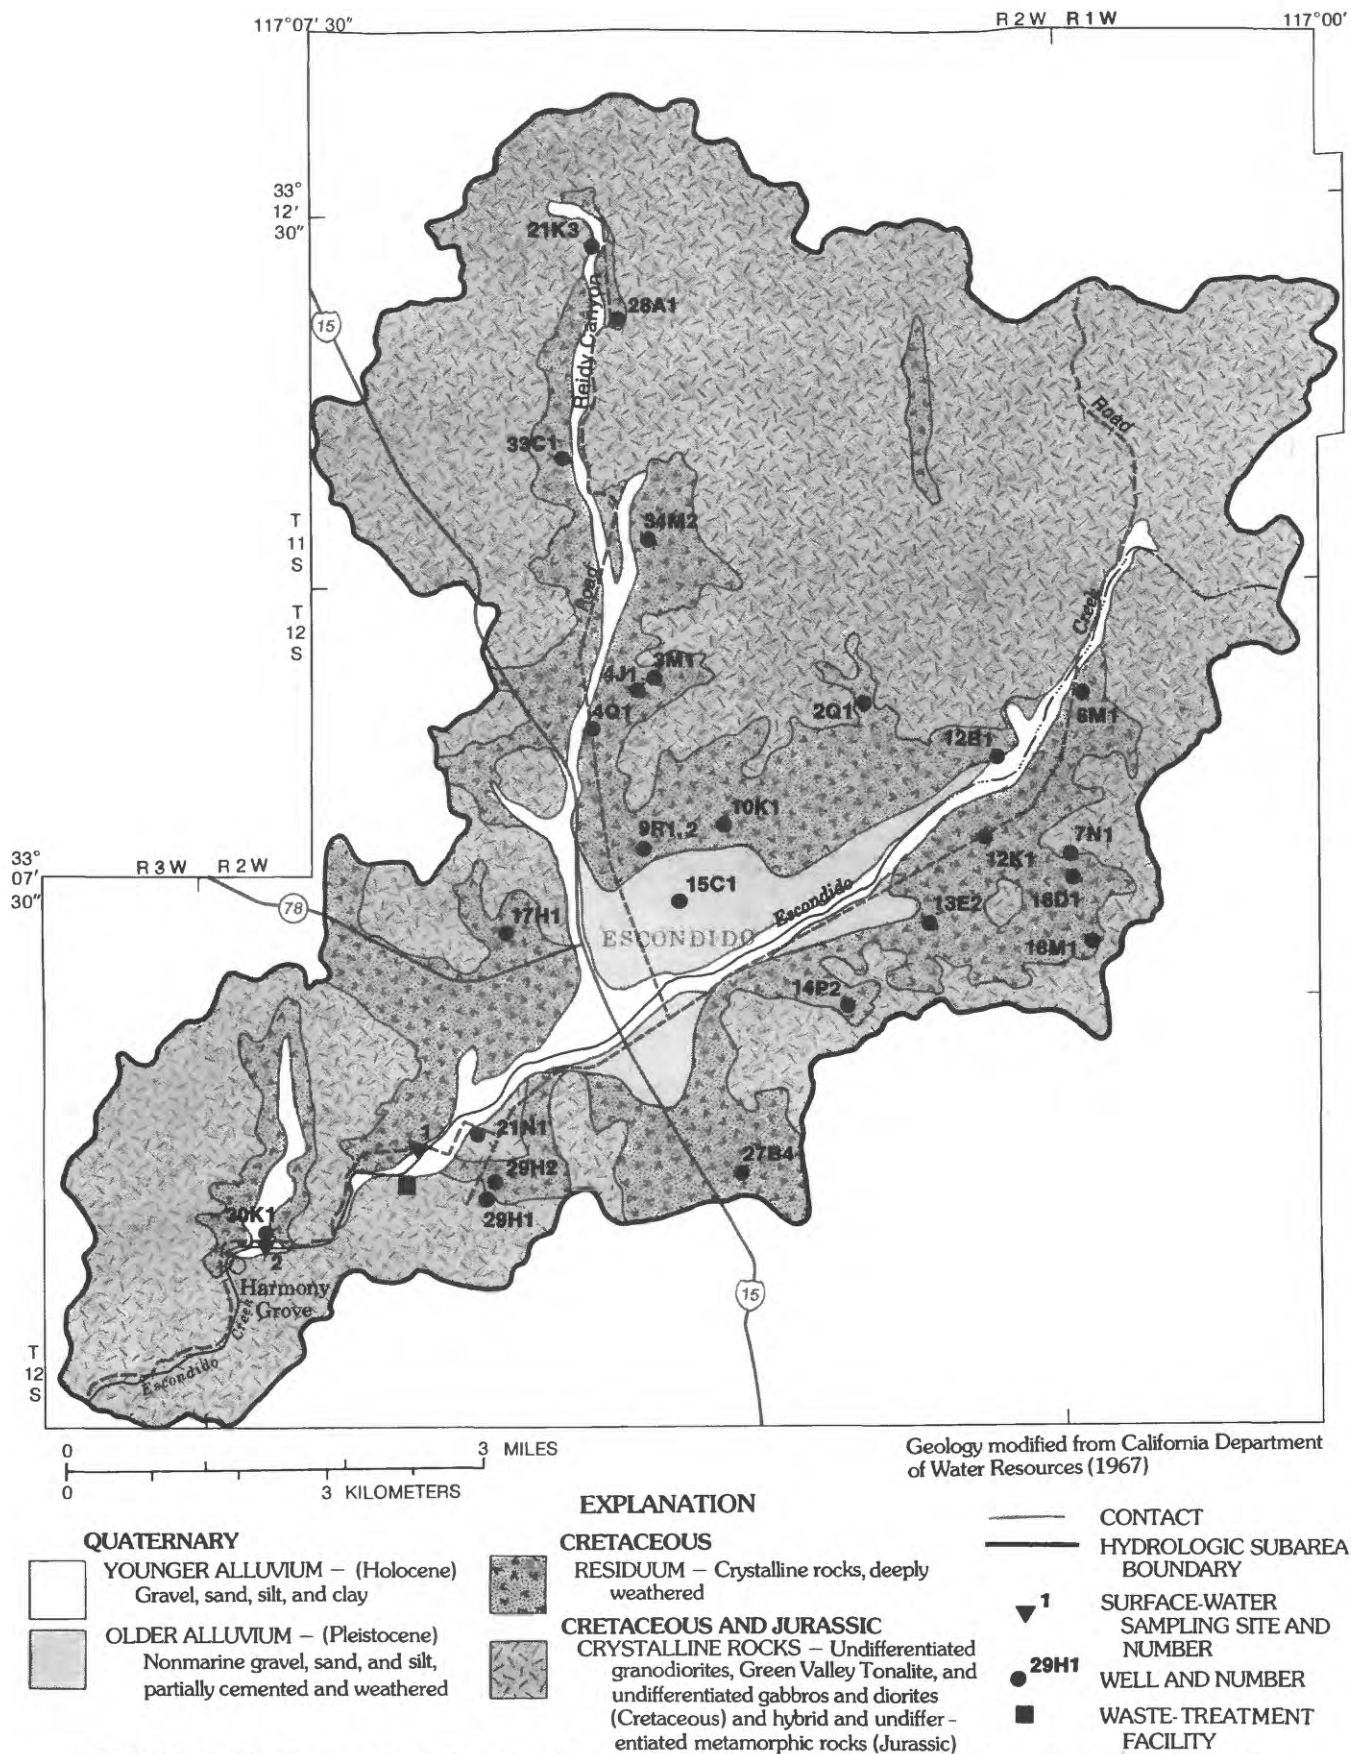 117°07' 30"
R 2 W R 1 W
117°00'
33°
12'
30"
21K3
28A1
15
Reidy Canyon
Road
33C1
34M2
T
11
S
Road
T
12
S
Creek
3M1
4J1
4Q1
2Q1
8M1
12B1
10K1
9R1,2
7N1
12K1
33°
07'
30"
R 3 W R 2 W
15C1
Escondido
18D1
78
17H1
13E2
ESCONDIDO
18M1
14P2
1
21N1
27B4
29H2
29H1
30K1
2
Harmony
Grove
15
Creek
Escondido
T
12
S
0 3 MILES
0 3 KILOMETERS
Geology modified from California Department
of Water Resources (1967)
EXPLANATION
QUATERNARY
YOUNGER ALLUVIUM – (Holocene)
Gravel, sand, silt, and clay
OLDER ALLUVIUM – (Pleistocene)
Nonmarine gravel, sand, and silt,
partially cemented and weathered
CRETACEOUS
RESIDUUM – Crystalline rocks, deeply
weathered
CRETACEOUS AND JURASSIC
CRYSTALLINE ROCKS – Undifferentiated
granodiorites, Green Valley Tonalite, and
undifferentiated gabbros and diorites
(Cretaceous) and hybrid and undiffer-
entiated metamorphic rocks (Jurassic)
CONTACT
HYDROLOGIC SUBAREA
BOUNDARY
1 SURFACE-WATER
SAMPLING SITE AND
NUMBER
29H1 WELL AND NUMBER
WASTE-TREATMENT
FACILITY